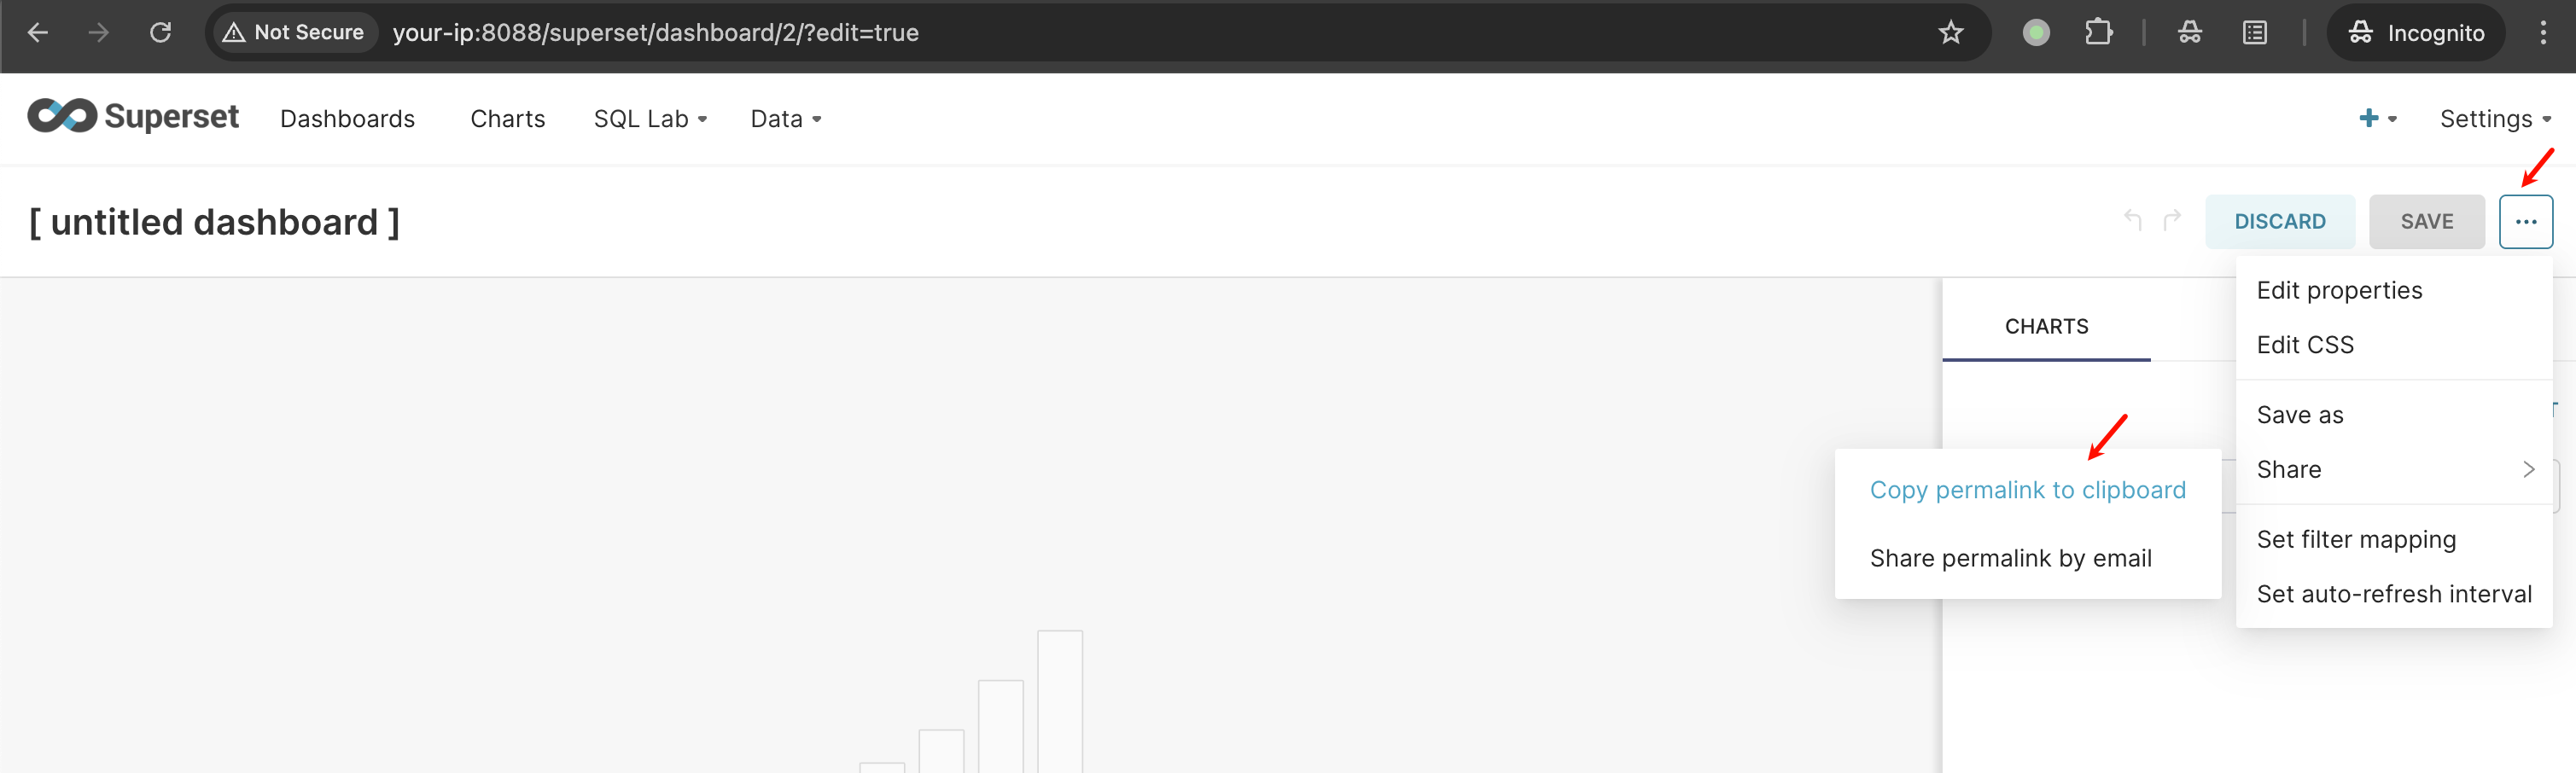 Not Secure your-ip:8088/superset/dashboard/2/?edit=true Incognito
Superset Dashboards Charts SQL Lab Data Settings
[ untitled dashboard ] DISCARD SAVE
Edit properties
CHARTS
Edit CSS
Save as
Share
Copy permalink to clipboard
Set filter mapping
Share permalink by email
Set auto-refresh interval